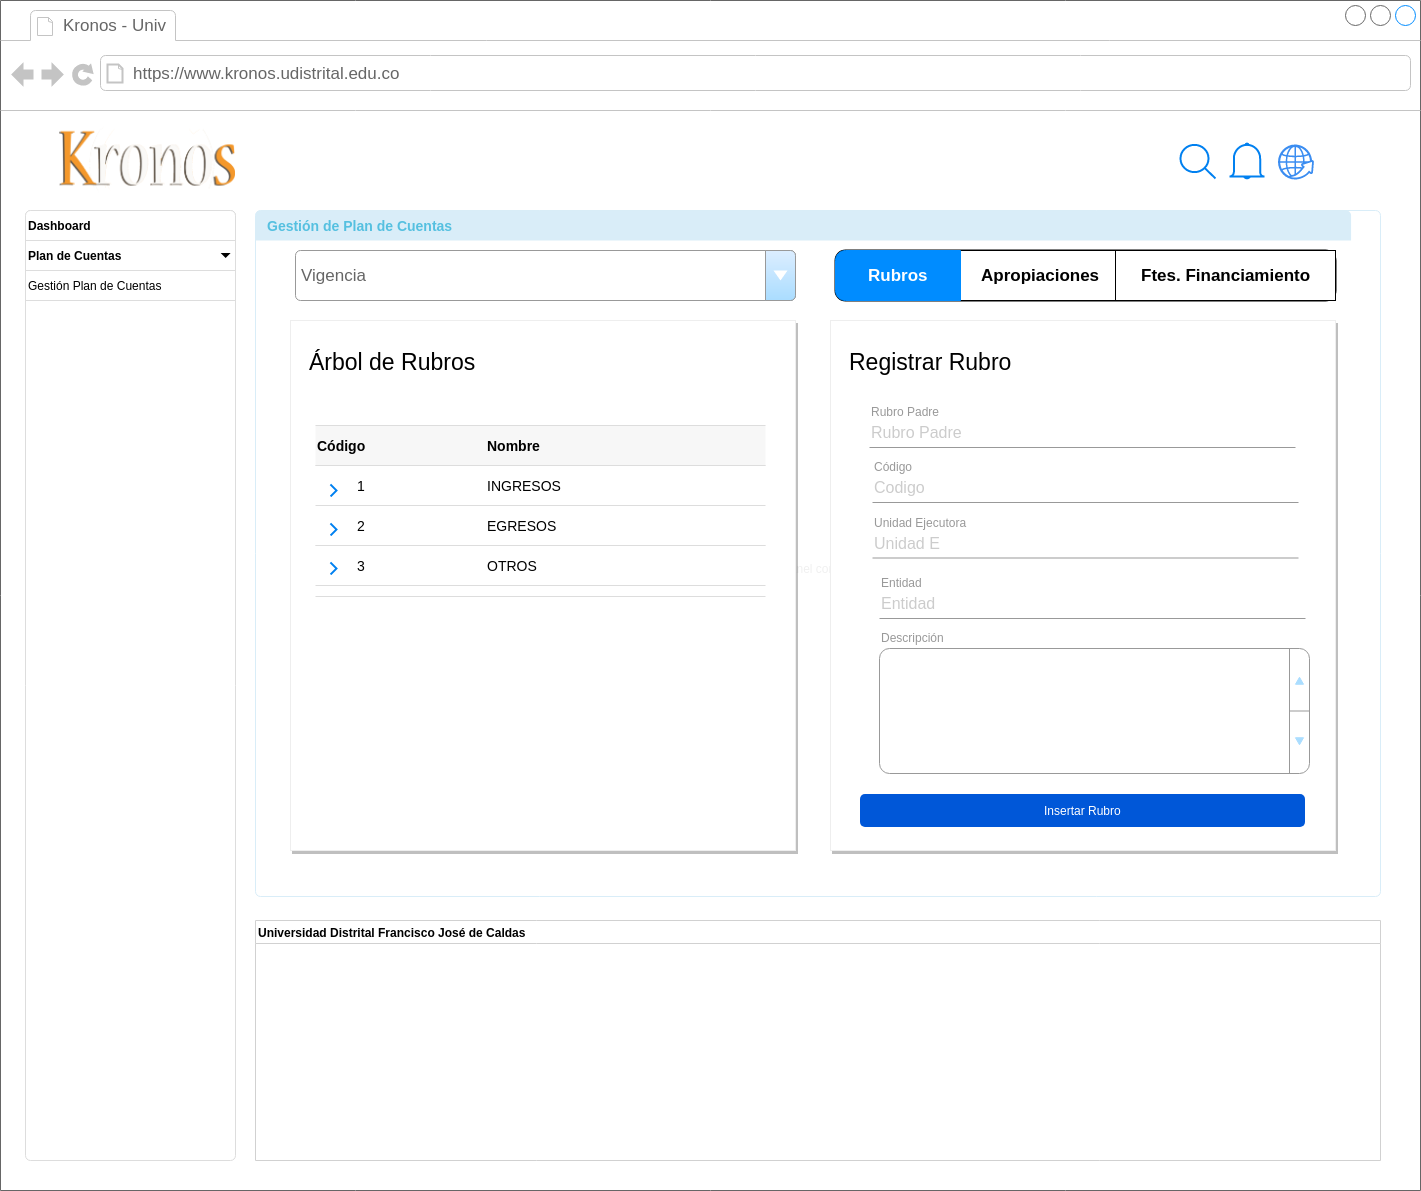 Kronos - Univ
https://www.kronos.udistrital.edu.co
Kronos
Dashboard
Plan de Cuentas
Gestión Plan de Cuentas
Gestión de Plan de Cuentas
Vigencia
Rubros Apropiaciones Ftes. Financiamiento
Árbol de Rubros
Código Nombre
1 INGRESOS
2 EGRESOS
3 OTROS
Registrar Rubro
Rubro Padre
Rubro Padre
Código
Codigo
Unidad Ejecutora
Unidad E
Entidad
Entidad
Descripción
Insertar Rubro
Universidad Distrital Francisco José de Caldas